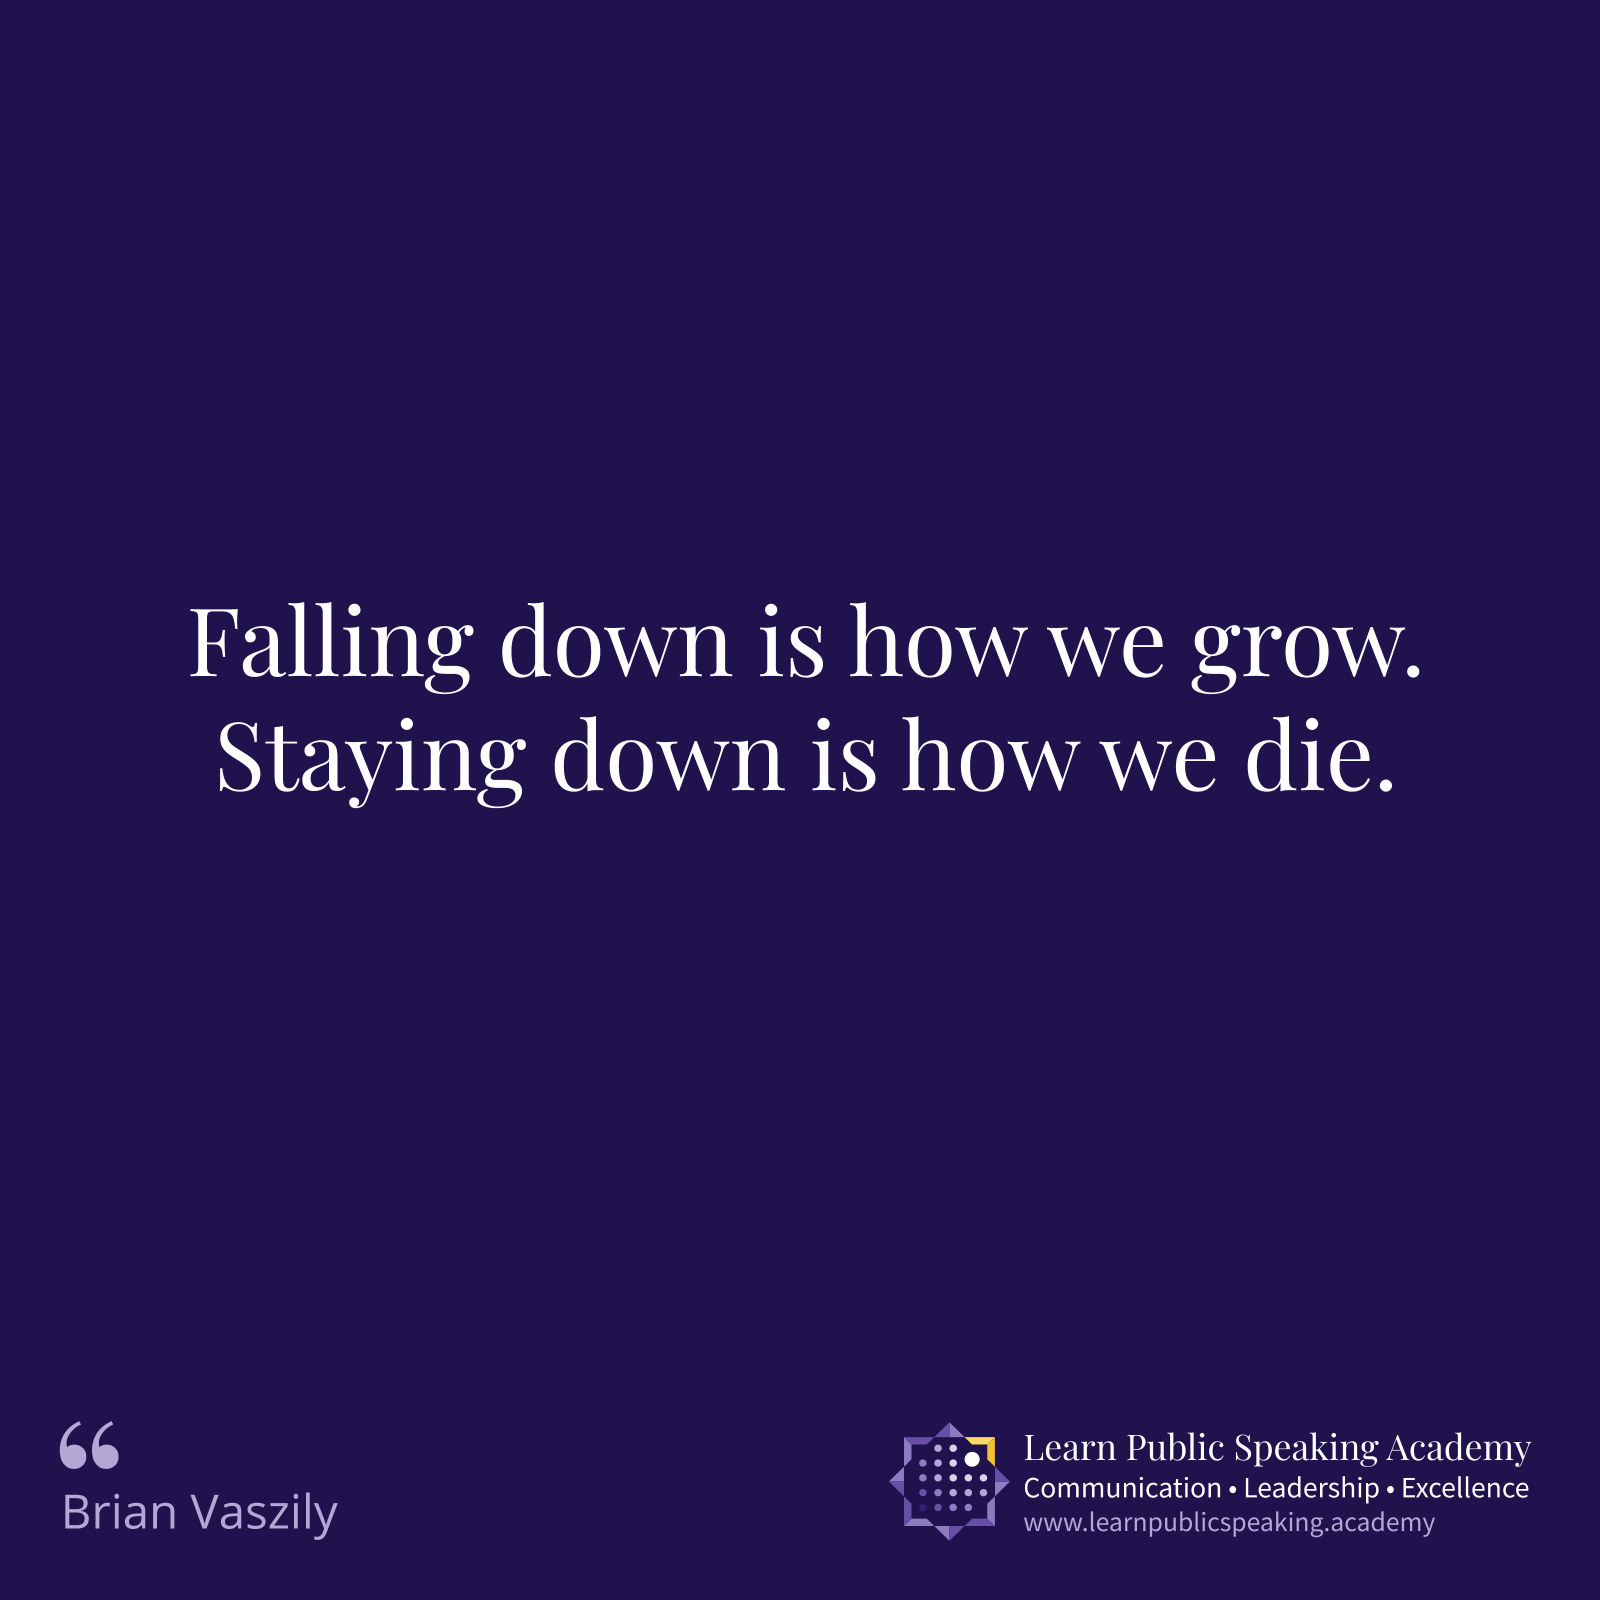 Falling down is how we grow.
Staying down is how we die.
“
Brian Vaszily
Learn Public Speaking Academy
Communication • Leadership • Excellence
www.learnpublicspeaking.academy